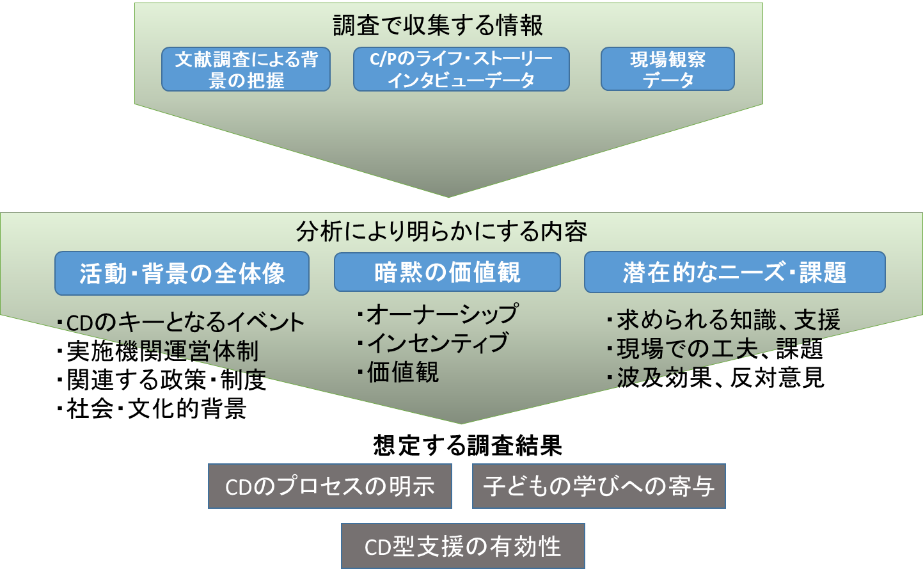 調査で収集する情報
文献調査による背
景の把握
C/Pのライフ・ストーリー
インタビューデータ
現場観察
データ
分析により明らかにする内容
活動・背景の全体像
・CDのキーとなるイベント
・実施機関運営体制
・関連する政策・制度
・社会・文化的背景
暗黙の価値観
・オーナーシップ
・インセンティブ
・価値観
潜在的なニーズ・課題
・求められる知識、支援
・現場での工夫、課題
・波及効果、反対意見
想定する調査結果
CDのプロセスの明示
子どもの学びへの寄与
CD型支援の有効性